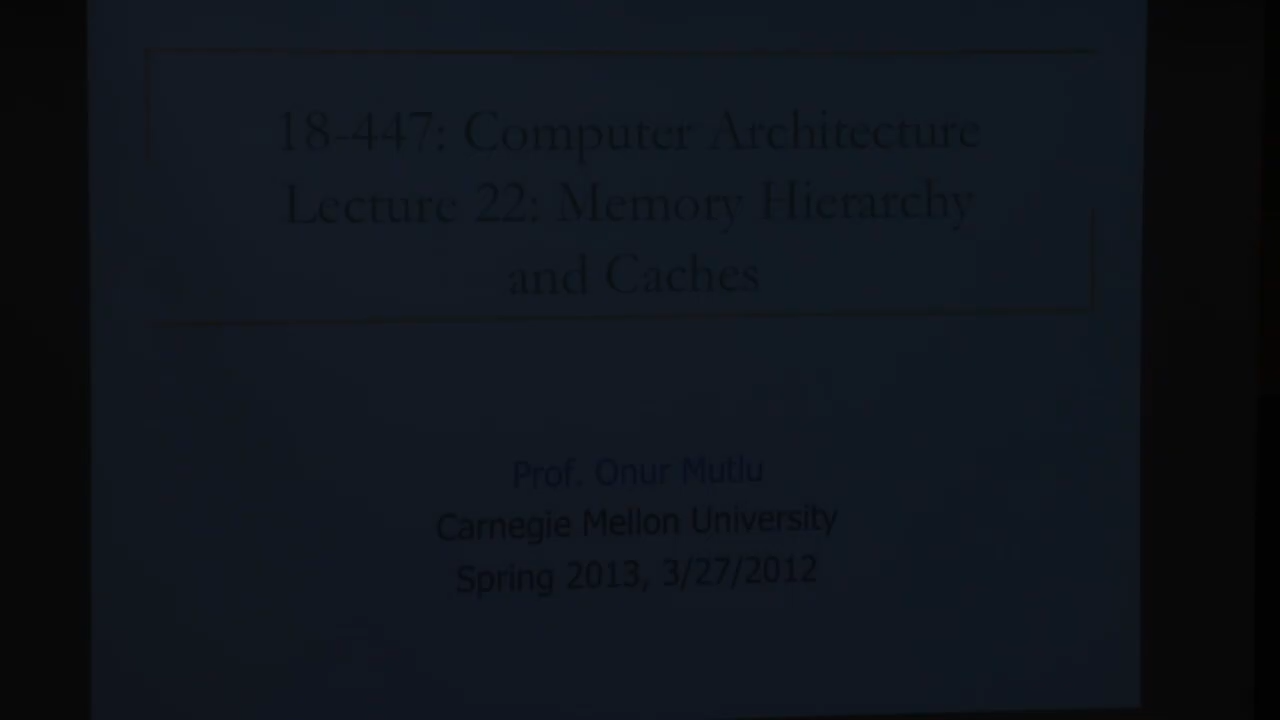 18-447: Computer Architecture
Lecture 22: Memory Hierarchy
and Caches
Prof. Onur Mutlu
Carnegie Mellon University
Spring 2013, 3/27/2012